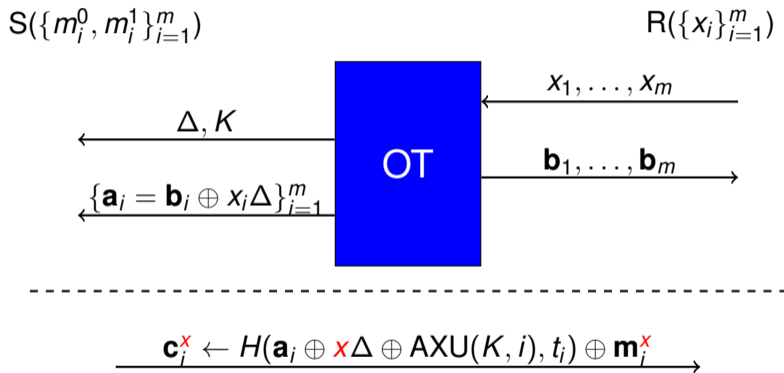 S({m_i^0, m_i^1}_{i=1}^m) R({x_i}_{i=1}^m)
x_1, . . . , x_m
Δ, K
OT
b_1, . . . , b_m
{a_i = b_i ⊕ x_iΔ}_{i=1}^m
c_i^x ← H(a_i ⊕ xΔ ⊕ AXU(K, i), t_i) ⊕ m_i^x